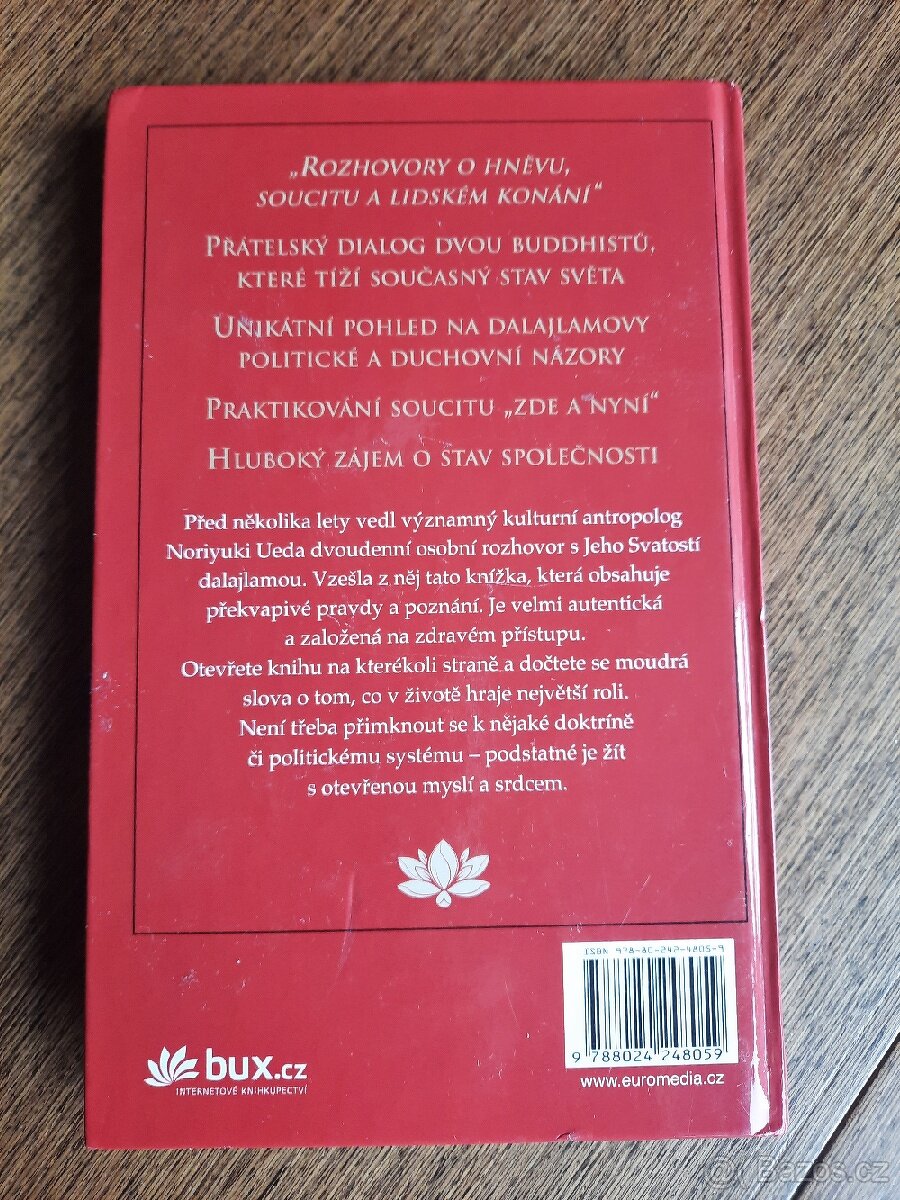 „Rozhovory o hněvu,
soucitu a lidském konání“
Přátelský dialog dvou buddhistů,
které tíží současný stav světa
Unikátní pohled na dalajlamovy
politické a duchovní názory
Praktikování soucitu „zde a nyní“
Hluboký zájem o stav společnosti
Před několika lety vedl významný kulturní antropolog
Noriyuki Ueda dvoudenní osobní rozhovor s Jeho Svatostí
dalajlamou. Vzešla z něj tato knížka, která obsahuje
překvapivé pravdy a poznání. Je velmi autentická
a založená na zdravém přístupu.
Otevřete knihu na kterékoli straně a dočtete se moudrá
slova o tom, co v životě hraje největší roli.
Není třeba přimknout se k nějaké doktríně
či politickému systému – podstatné je žít
s otevřenou myslí a srdcem.
ISBN 978-80-242-4805-9
9 788024 248059
bux.cz
INTERNETOVÉ KNIHKUPECTVÍ
www.euromedia.cz
Bazos.cz